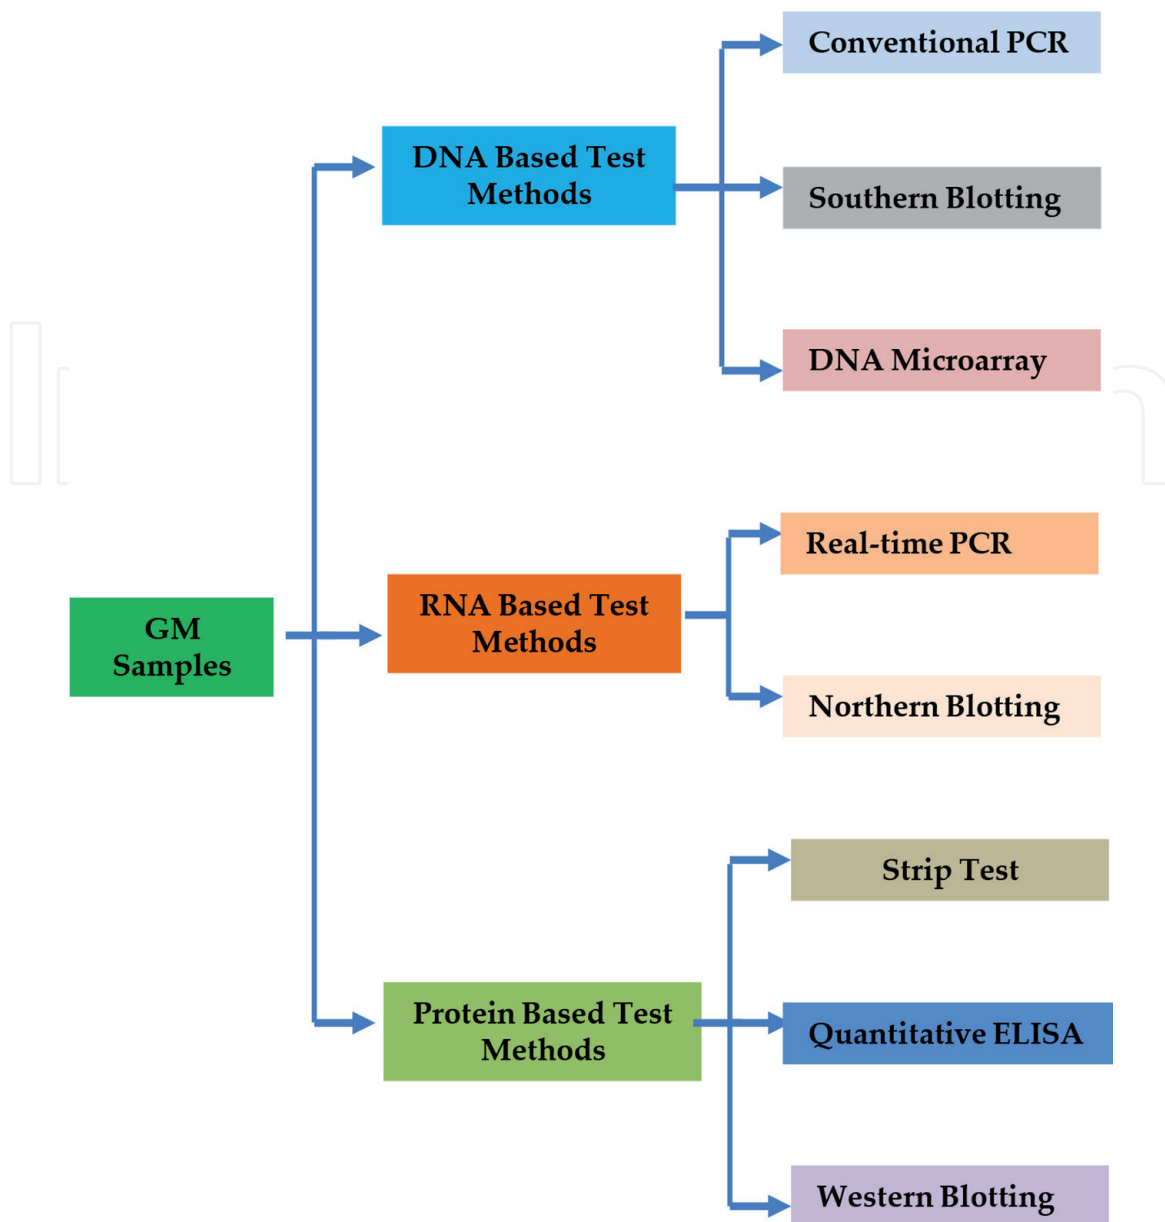 Conventional PCR
DNA Based Test
Methods
Southern Blotting
DNA Microarray
Real-time PCR
GM
Samples
RNA Based Test
Methods
Northern Blotting
Strip Test
Protein Based Test
Methods
Quantitative ELISA
Western Blotting